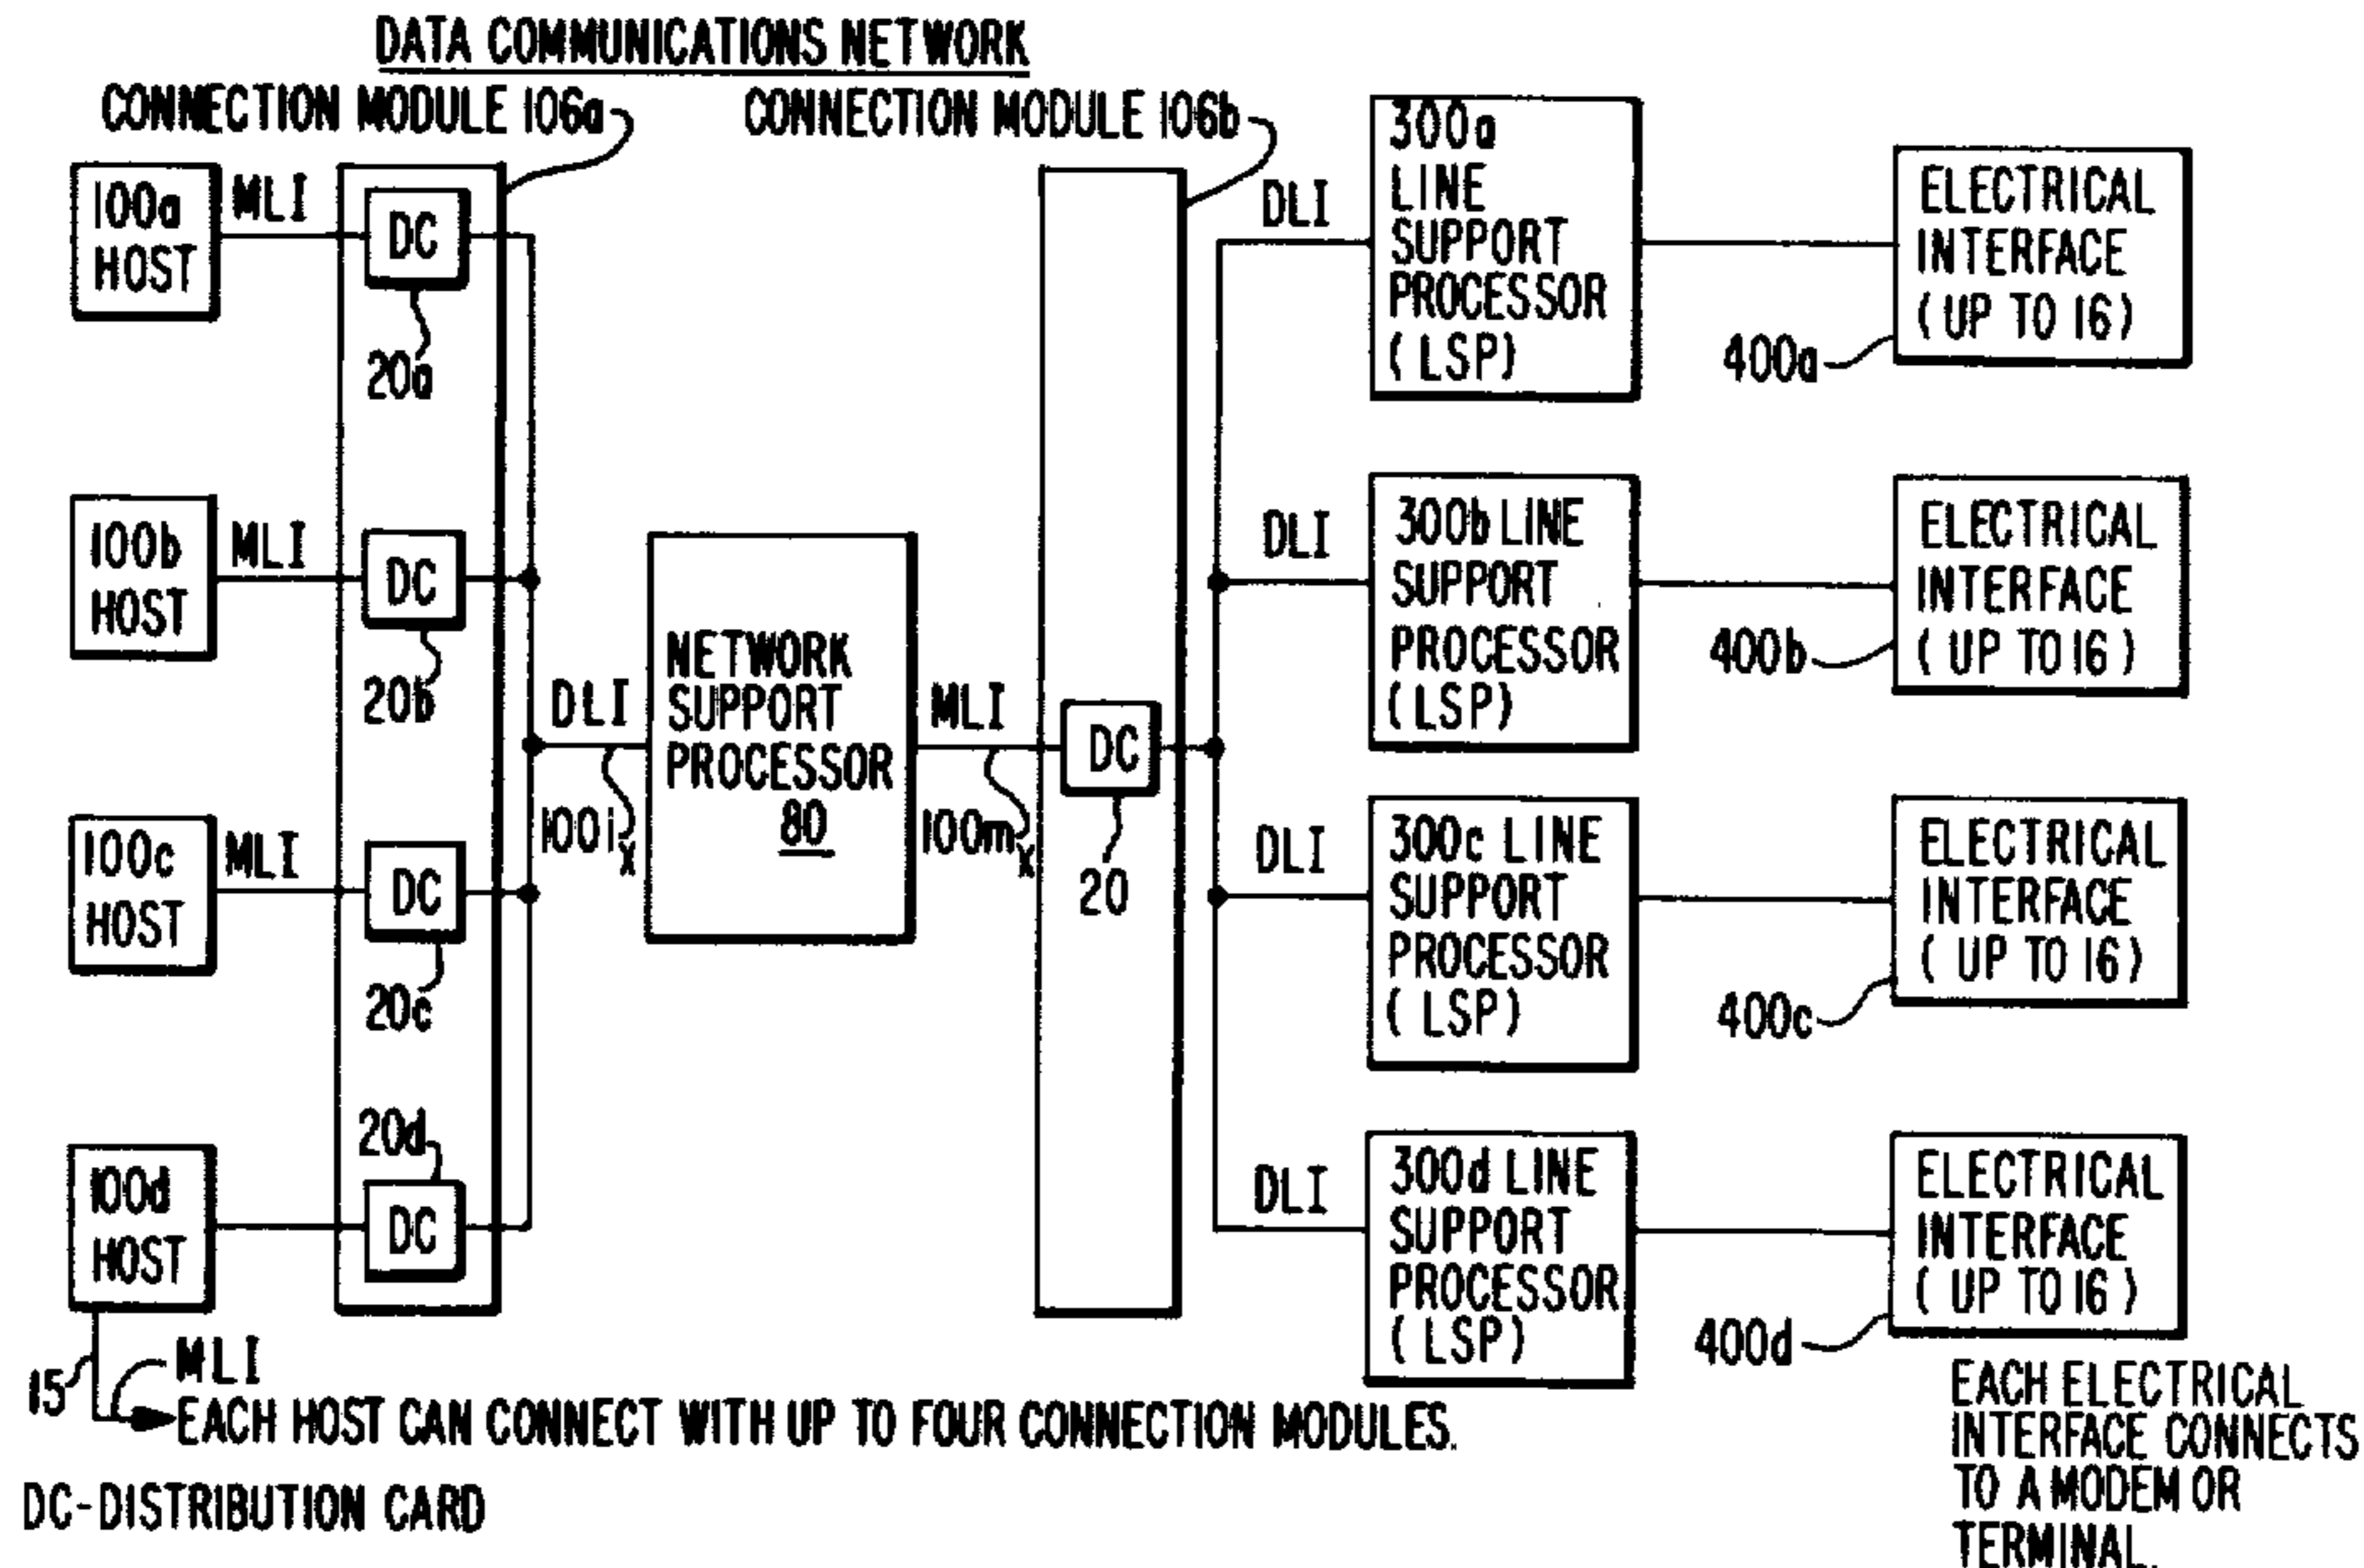 DATA COMMUNICATIONS NETWORK
CONNECTION MODULE 106a
CONNECTION MODULE 106b
100a
HOST
MLI
DC
20a
100b
HOST
MLI
DC
20b
100c
HOST
MLI
DC
20c
100d
HOST
20d
DC
15
MLI
EACH HOST CAN CONNECT WITH UP TO FOUR CONNECTION MODULES.
DC-DISTRIBUTION CARD
DLI
100ix
NETWORK
SUPPORT
PROCESSOR
80
MLI
100mx
DC
20
DLI
300a
LINE
SUPPORT
PROCESSOR
(LSP)
400a
ELECTRICAL
INTERFACE
(UP TO 16)
DLI
300b LINE
SUPPORT
PROCESSOR
(LSP)
400b
ELECTRICAL
INTERFACE
(UP TO 16)
DLI
300c LINE
SUPPORT
PROCESSOR
(LSP)
400c
ELECTRICAL
INTERFACE
(UP TO 16)
DLI
300d LINE
SUPPORT
PROCESSOR
(LSP)
400d
ELECTRICAL
INTERFACE
(UP TO 16)
EACH ELECTRICAL
INTERFACE CONNECTS
TO A MODEM OR
TERMINAL.